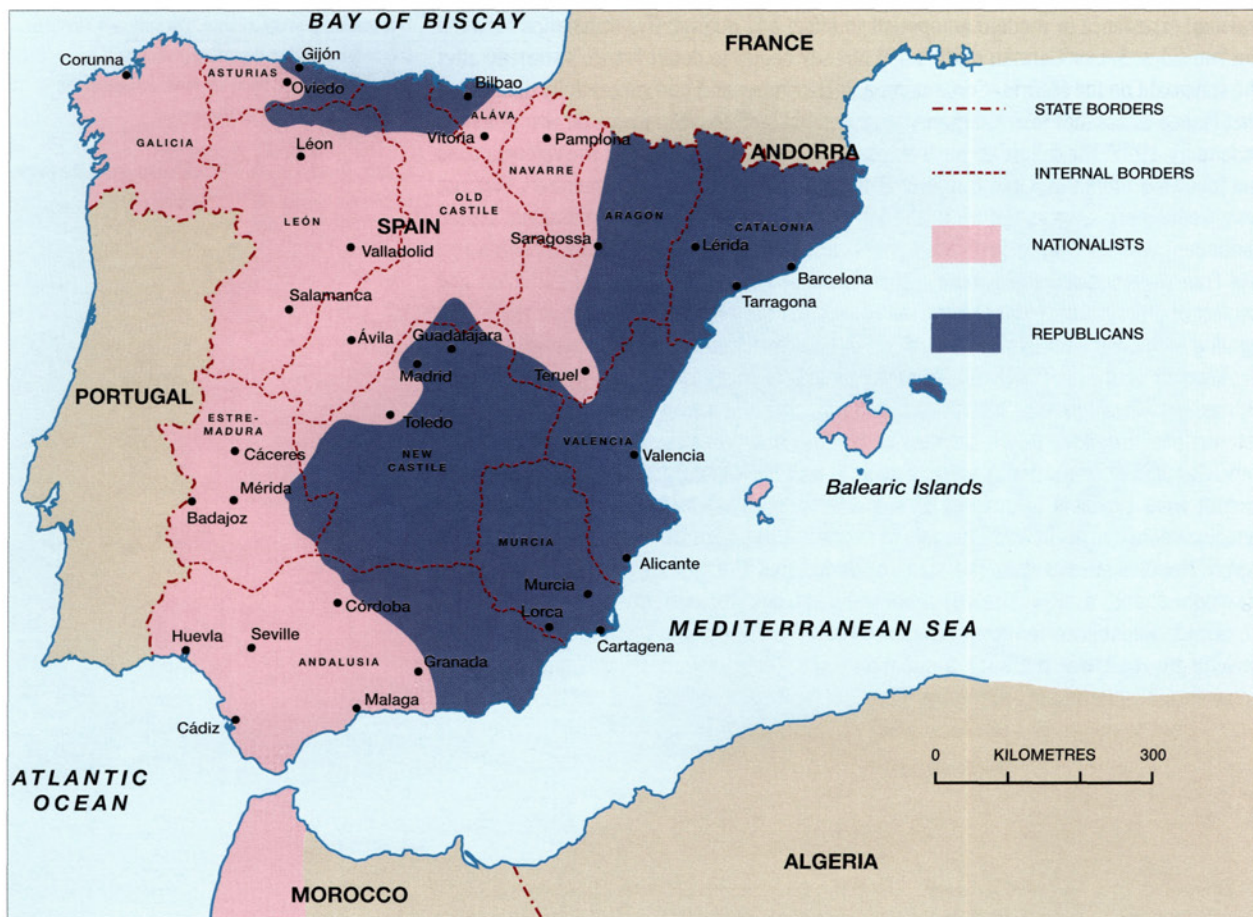 BAY OF BISCAY
FRANCE
Corunna
Gijón
ASTURIAS
Oviedo
Bilbao
ALÁVA
Vitoria
Pamplona
GALICIA
Léon
NAVARRE
ANDORRA
OLD
CASTILE
LEÓN
SPAIN
ARAGON
CATALONIA
Saragossa
Lérida
Valladolid
Barcelona
Tarragona
Salamanca
Ávila
Guadalajara
Madrid
Teruel
PORTUGAL
Toledo
ESTRE-
MADURA
Cáceres
NEW
CASTILE
VALENCIA
Valencia
Balearic Islands
Mérida
Badajoz
MURCIA
Alicante
Murcia
Córdoba
Lorca
Cartagena
MEDITERRANEAN SEA
Huevla
Seville
ANDALUSIA
Granada
Malaga
Cádiz
ATLANTIC
OCEAN
MOROCCO
ALGERIA
STATE BORDERS
INTERNAL BORDERS
NATIONALISTS
REPUBLICANS
0 KILOMETRES 300